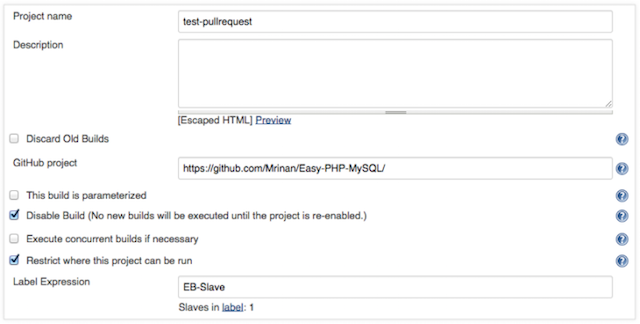 Project name
test-pullrequest
Description
[Escaped HTML] Preview
Discard Old Builds
GitHub project
https://github.com/Mrinan/Easy-PHP-MySQL/
This build is parameterized
Disable Build (No new builds will be executed until the project is re-enabled.)
Execute concurrent builds if necessary
Restrict where this project can be run
Label Expression
EB-Slave
Slaves in label: 1